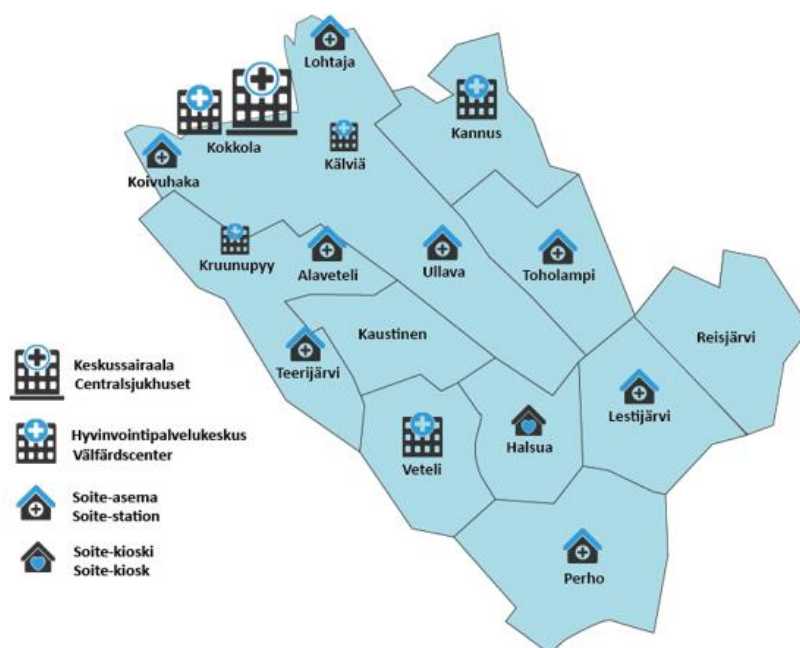 Lohtaja
Kannus
Kokkola
Kälviä
Koivuhaka
Kruunupyy
Alaveteli
Ullava
Toholampi
Kaustinen
Reisjärvi
Teerijärvi
Lestijärvi
Veteli
Halsua
Perho
Keskussairaala
Centralsjukhuset
Hyvinvointipalvelukeskus
Välfärdscenter
Soite-asema
Soite-station
Soite-kioski
Soite-kiosk